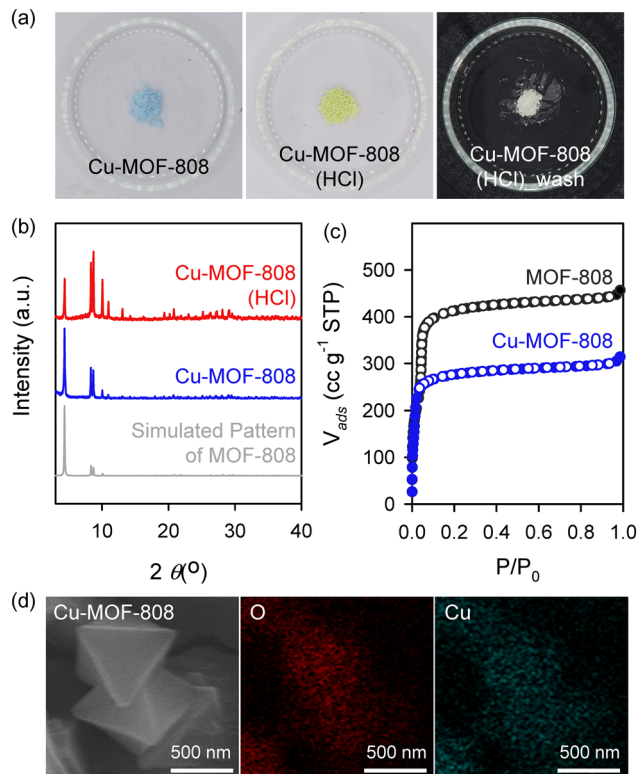 (a)
Cu-MOF-808
Cu-MOF-808
(HCl)
Cu-MOF-808
(HCl) wash
(b)
Intensity (a.u.)
Cu-MOF-808
(HCl)
Cu-MOF-808
Simulated Pattern
of MOF-808
10 20 30 40
2 θ(º)
(c)
V_ads (cc g⁻¹ STP)
500
400
300
200
100
0
MOF-808
Cu-MOF-808
0.0 0.2 0.4 0.6 0.8 1.0
P/P₀
(d)
Cu-MOF-808
500 nm
O
500 nm
Cu
500 nm